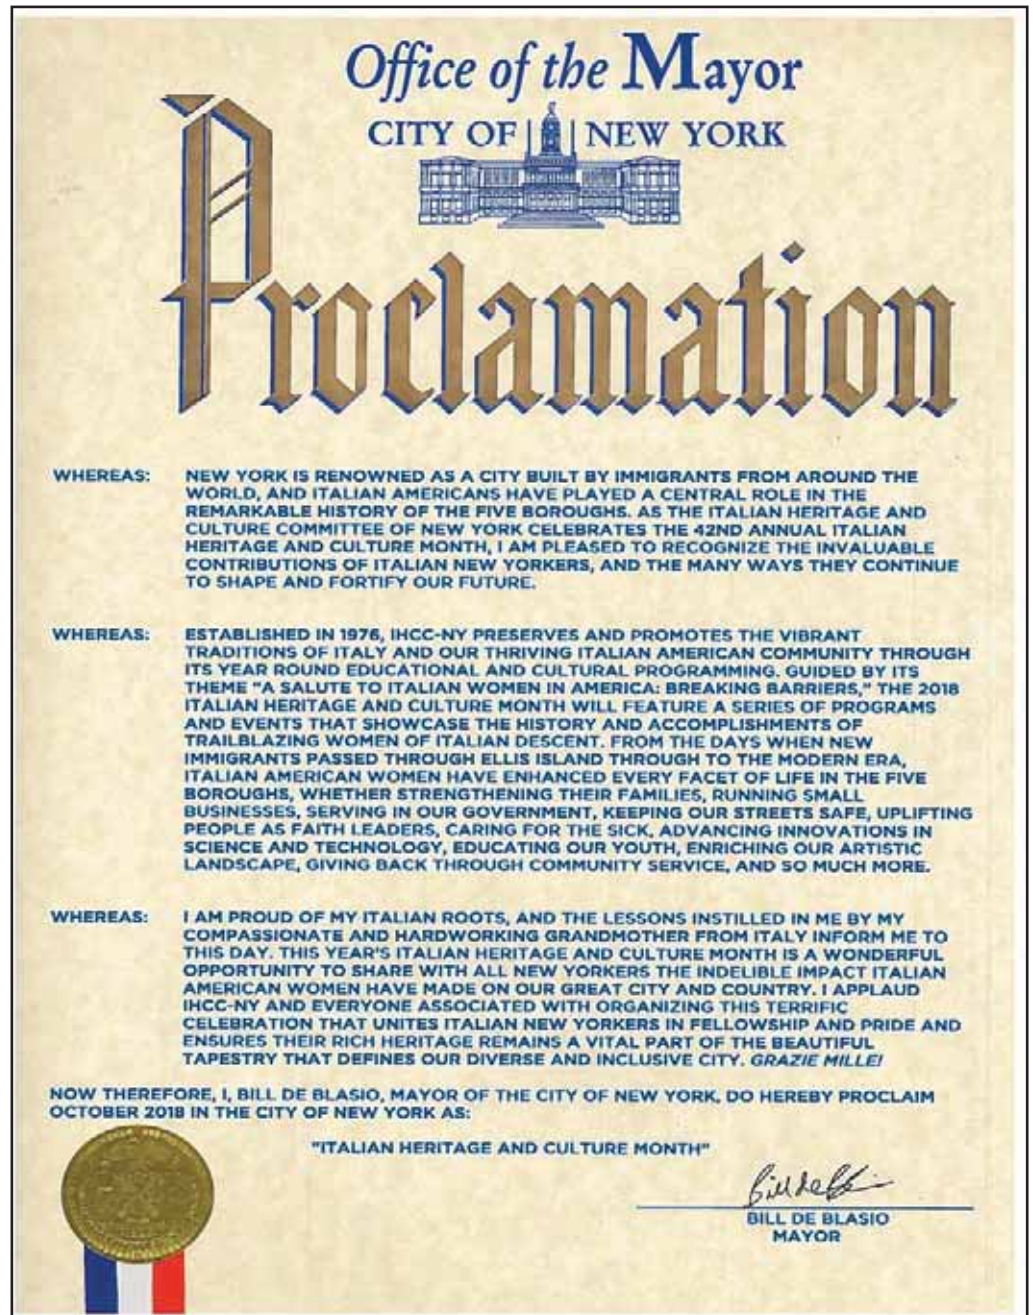 Office of the Mayor
CITY OF NEW YORK
Proclamation
WHEREAS: NEW YORK IS RENOWNED AS A CITY BUILT BY IMMIGRANTS FROM AROUND THE
WORLD, AND ITALIAN AMERICANS HAVE PLAYED A CENTRAL ROLE IN THE
REMARKABLE HISTORY OF THE FIVE BOROUGHS. AS THE ITALIAN HERITAGE AND
CULTURE COMMITTEE OF NEW YORK CELEBRATES THE 42ND ANNUAL ITALIAN
HERITAGE AND CULTURE MONTH, I AM PLEASED TO RECOGNIZE THE INVALUABLE
CONTRIBUTIONS OF ITALIAN NEW YORKERS, AND THE MANY WAYS THEY CONTINUE
TO SHAPE AND FORTIFY OUR FUTURE.
WHEREAS: ESTABLISHED IN 1976, IHCC-NY PRESERVES AND PROMOTES THE VIBRANT
TRADITIONS OF ITALY AND OUR THRIVING ITALIAN AMERICAN COMMUNITY THROUGH
ITS YEAR ROUND EDUCATIONAL AND CULTURAL PROGRAMMING. GUIDED BY ITS
THEME "A SALUTE TO ITALIAN WOMEN IN AMERICA: BREAKING BARRIERS," THE 2018
ITALIAN HERITAGE AND CULTURE MONTH WILL FEATURE A SERIES OF PROGRAMS
AND EVENTS THAT SHOWCASE THE HISTORY AND ACCOMPLISHMENTS OF
TRAILBLAZING WOMEN OF ITALIAN DESCENT. FROM THE DAYS WHEN NEW
IMMIGRANTS PASSED THROUGH ELLIS ISLAND THROUGH TO THE MODERN ERA,
ITALIAN AMERICAN WOMEN HAVE ENHANCED EVERY FACET OF LIFE IN THE FIVE
BOROUGHS, WHETHER STRENGTHENING THEIR FAMILIES, RUNNING SMALL
BUSINESSES, SERVING IN OUR GOVERNMENT, KEEPING OUR STREETS SAFE, UPLIFTING
PEOPLE AS FAITH LEADERS, CARING FOR THE SICK, ADVANCING INNOVATIONS IN
SCIENCE AND TECHNOLOGY, EDUCATING OUR YOUTH, ENRICHING OUR ARTISTIC
LANDSCAPE, GIVING BACK THROUGH COMMUNITY SERVICE, AND SO MUCH MORE.
WHEREAS: I AM PROUD OF MY ITALIAN ROOTS, AND THE LESSONS INSTILLED IN ME BY MY
COMPASSIONATE AND HARDWORKING GRANDMOTHER FROM ITALY INFORM ME TO
THIS DAY. THIS YEAR'S ITALIAN HERITAGE AND CULTURE MONTH IS A WONDERFUL
OPPORTUNITY TO SHARE WITH ALL NEW YORKERS THE INDELIBLE IMPACT ITALIAN
AMERICAN WOMEN HAVE MADE ON OUR GREAT CITY AND COUNTRY. I APPLAUD
IHCC-NY AND EVERYONE ASSOCIATED WITH ORGANIZING THIS TERRIFIC
CELEBRATION THAT UNITES ITALIAN NEW YORKERS IN FELLOWSHIP AND PRIDE AND
ENSURES THEIR RICH HERITAGE REMAINS A VITAL PART OF THE BEAUTIFUL
TAPESTRY THAT DEFINES OUR DIVERSE AND INCLUSIVE CITY. GRAZIE MILLE!
NOW THEREFORE, I, BILL DE BLASIO, MAYOR OF THE CITY OF NEW YORK, DO HEREBY PROCLAIM
OCTOBER 2018 IN THE CITY OF NEW YORK AS:
"ITALIAN HERITAGE AND CULTURE MONTH"
Bill de Blasio
BILL DE BLASIO
MAYOR